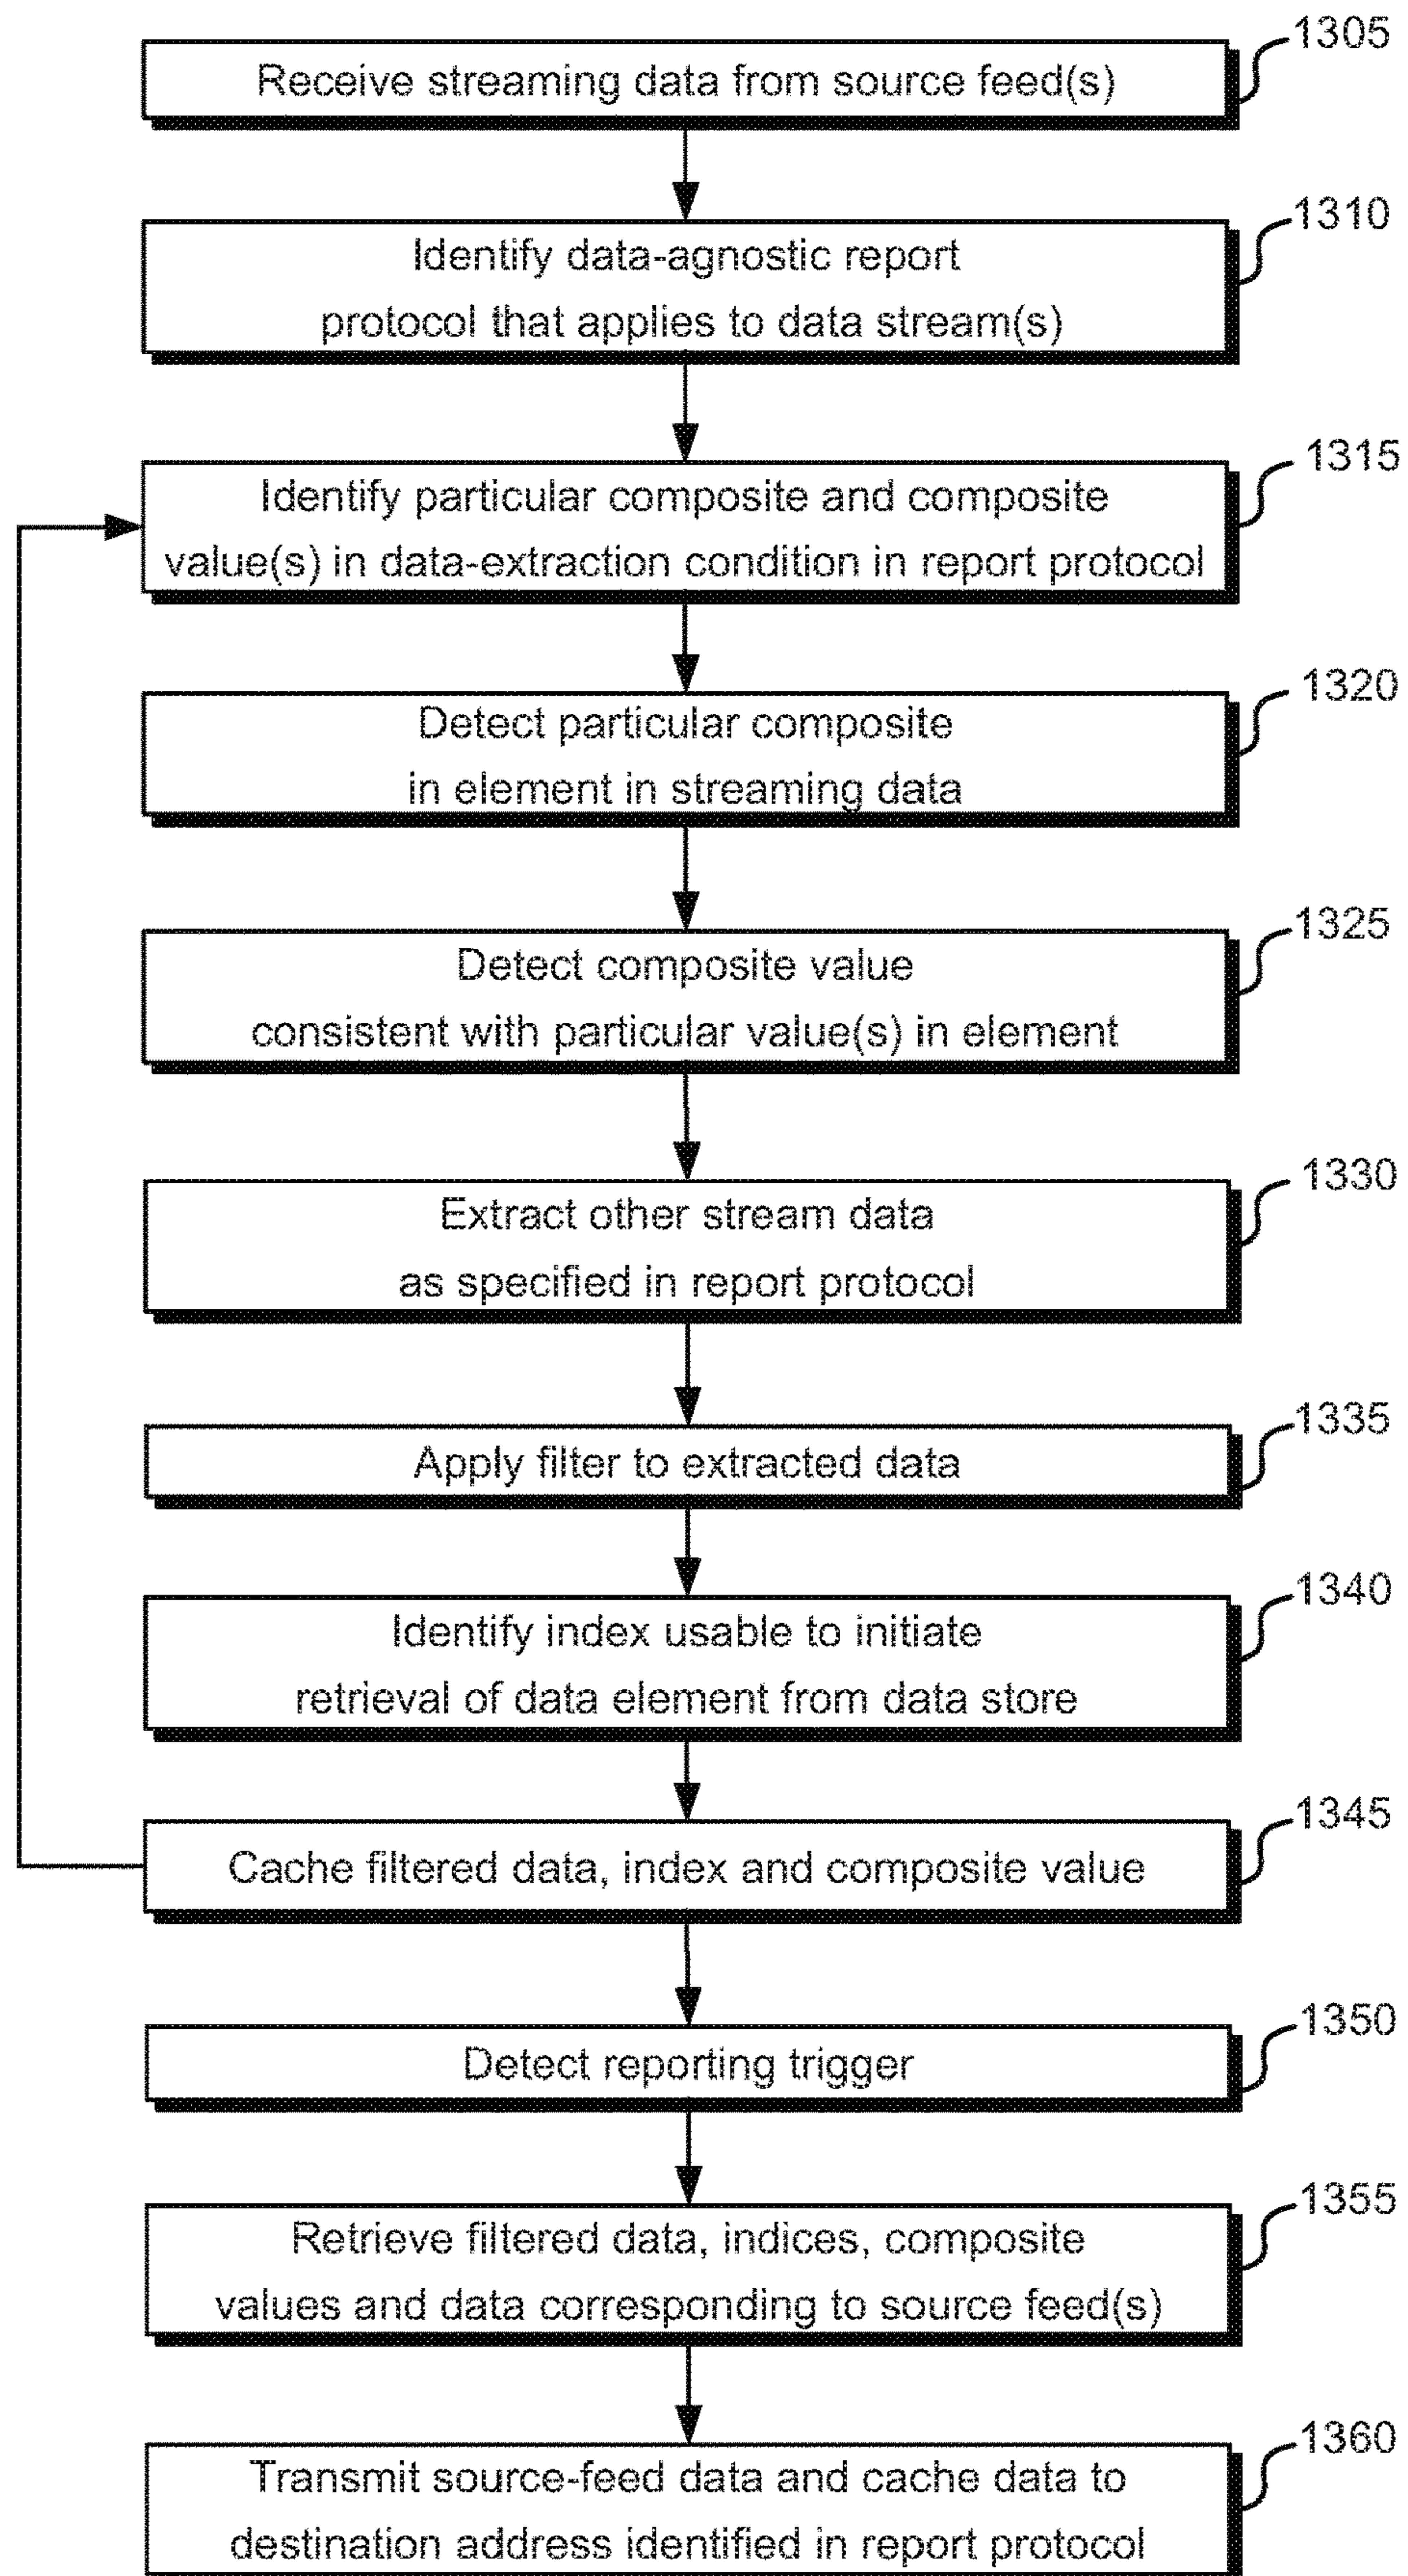 1305
Receive streaming data from source feed(s)
1310
Identify data-agnostic report
protocol that applies to data stream(s)
1315
Identify particular composite and composite
value(s) in data-extraction condition in report protocol
1320
Detect particular composite
in element in streaming data
1325
Detect composite value
consistent with particular value(s) in element
1330
Extract other stream data
as specified in report protocol
1335
Apply filter to extracted data
1340
Identify index usable to initiate
retrieval of data element from data store
1345
Cache filtered data, index and composite value
1350
Detect reporting trigger
1355
Retrieve filtered data, indices, composite
values and data corresponding to source feed(s)
1360
Transmit source-feed data and cache data to
destination address identified in report protocol